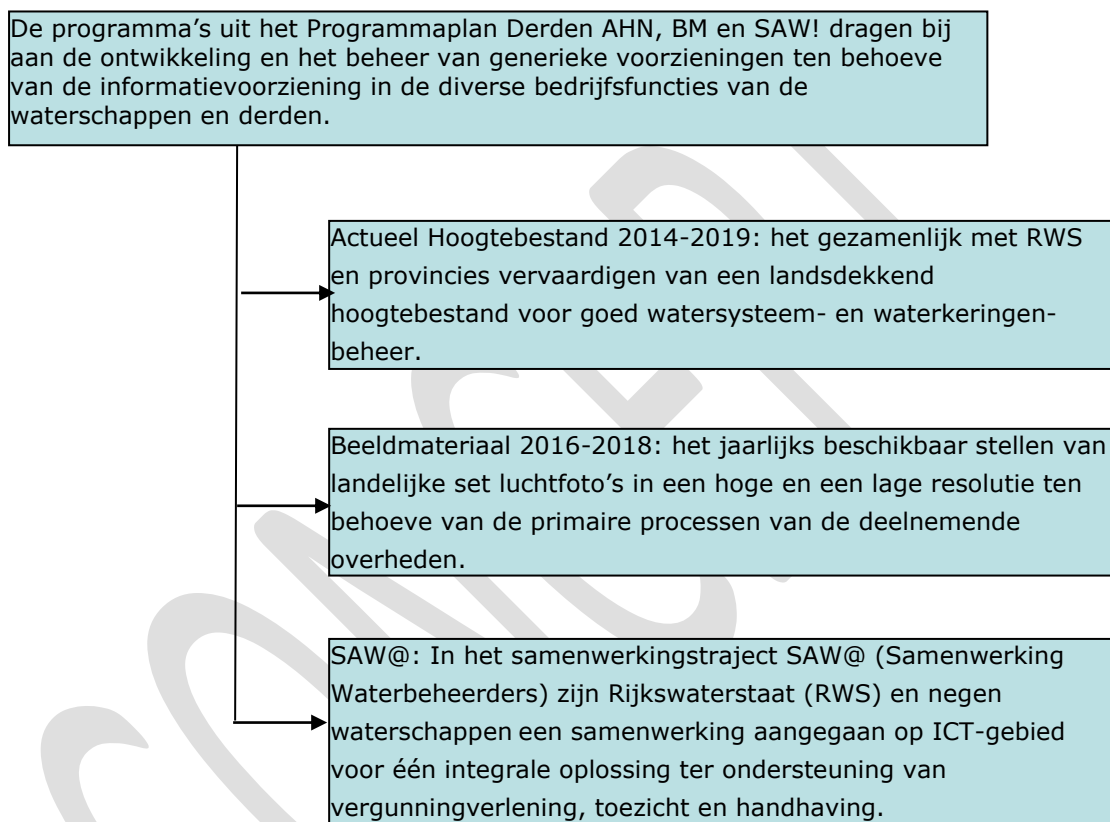 De programma’s uit het Programmaplan Derden AHN, BM en SAW! dragen bij
aan de ontwikkeling en het beheer van generieke voorzieningen ten behoeve
van de informatievoorziening in de diverse bedrijfsfuncties van de
waterschappen en derden.
Actueel Hoogtebestand 2014-2019: het gezamenlijk met RWS
en provincies vervaardigen van een landsdekkend
hoogtebestand voor goed watersysteem- en waterkeringen-
beheer.
Beeldmateriaal 2016-2018: het jaarlijks beschikbaar stellen van
landelijke set luchtfoto’s in een hoge en een lage resolutie ten
behoeve van de primaire processen van de deelnemende
overheden.
SAW@: In het samenwerkingstraject SAW@ (Samenwerking
Waterbeheerders) zijn Rijkswaterstaat (RWS) en negen
waterschappen een samenwerking aangegaan op ICT-gebied
voor één integrale oplossing ter ondersteuning van
vergunningverlening, toezicht en handhaving.
CONCEPT